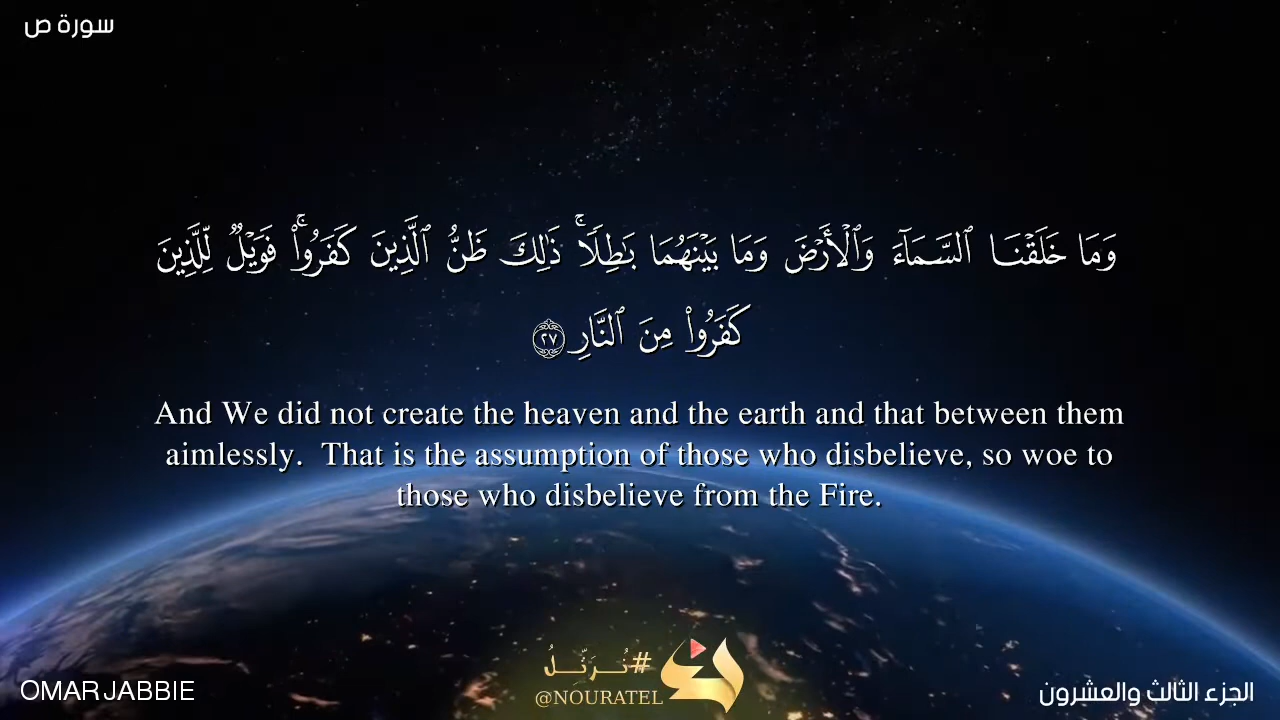 سورة ص
وَمَا خَلَقْنَا ٱلسَّمَآءَ وَٱلْأَرْضَ وَمَا بَيْنَهُمَا بَـٰطِلًا ۚ ذَٰلِكَ ظَنُّ ٱلَّذِينَ كَفَرُوا۟ ۚ فَوَيْلٌ لِّلَّذِينَ
كَفَرُوا۟ مِنَ ٱلنَّارِ ٢٧
And We did not create the heaven and the earth and that between them
aimlessly.  That is the assumption of those who disbelieve, so woe to
those who disbelieve from the Fire.
#نُرَتِّلُ
@NOURATEL
OMAR JABBIE
الجزء الثالث والعشرون